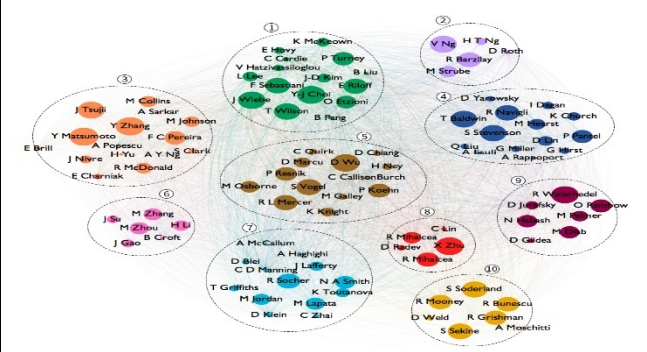 ①
K McKeown
E Hovy
C Cardie
P Turney
V Hatzivassiloglou
B Liu
L Lee
J-D Kim
F Sebastiani
E Riloff
J Wiebe
Y-J Choi
O Etzioni
T Wilson
B Pang
②
V Ng
H T Ng
D Roth
R Barzilay
M Strube
③
M Collins
J Tsujii
A Sarkar
Y Zhang
M Johnson
Y Matsumoto
F C Pereira
E Brill
A Popescu
H Yu
A Y Ng
S Clark
J Nivre
R McDonald
E Charniak
④
D Yarowsky
I Dagan
R Navigli
T Baldwin
K Church
M Hearst
S Stevenson
P Pantel
D Lin
Q Liu
G Miler
G Hirst
A Rappoport
⑤
C Quirk
D Chiang
D Marcu
D Wu
H Ney
P Resnik
C CallisonBurch
M Osborne
S Vogel
P Koehn
M Galley
R L Mercer
K Knight
⑥
J Su
M Zhang
H Li
M Zhou
B Croft
J Gao
⑦
A McCallum
A Haghighi
D Blei
J Lafferty
C D Manning
R Socher
N A Smith
T Griffichs
K Toutanova
M Jordan
M Lapata
D Klein
C Zhai
⑧
C Lin
R Mihalcea
D Radev
X Zhu
R Mihalcea
⑨
R Weischedel
D Jurafsky
O Rambow
N Habash
M Palmer
M Diab
D Gildea
⑩
S Soderland
R Mooney
R Bunescu
D Weld
R Grishman
S Sekine
A Moschitti